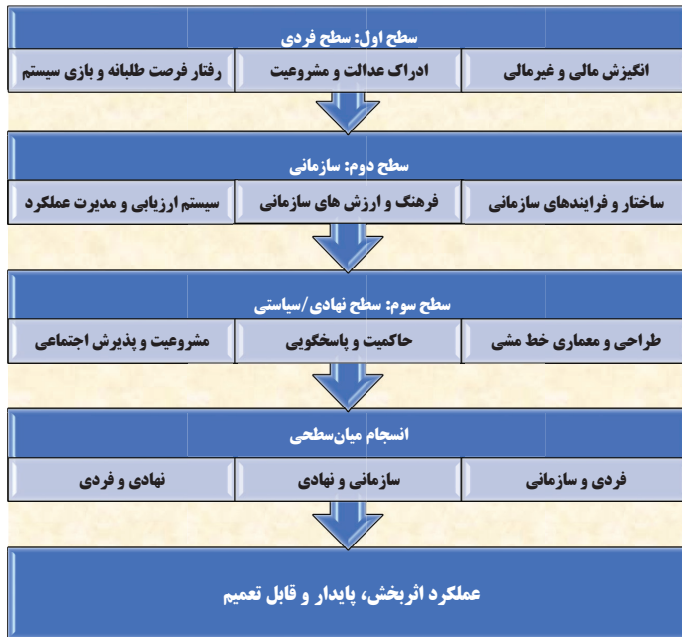 سطح اول: سطح فردی
انگیزش مالی و غیرمالی
ادراک عدالت و مشروعیت
رفتار فرصت طلبانه و بازی سیستم
سطح دوم: سازمانی
ساختار و فرایندهای سازمانی
فرهنگ و ارزش های سازمانی
سیستم ارزیابی و مدیرت عملکرد
سطح سوم: سطح نهادی/سیاستی
طراحی و معماری خط مشی
حاکمیت و پاسخگویی
مشروعیت و پذیرش اجتماعی
انسجام میان‌سطحی
فردی و سازمانی
سازمانی و نهادی
نهادی و فردی
عملکرد اثربخش، پایدار و قابل تعمیم